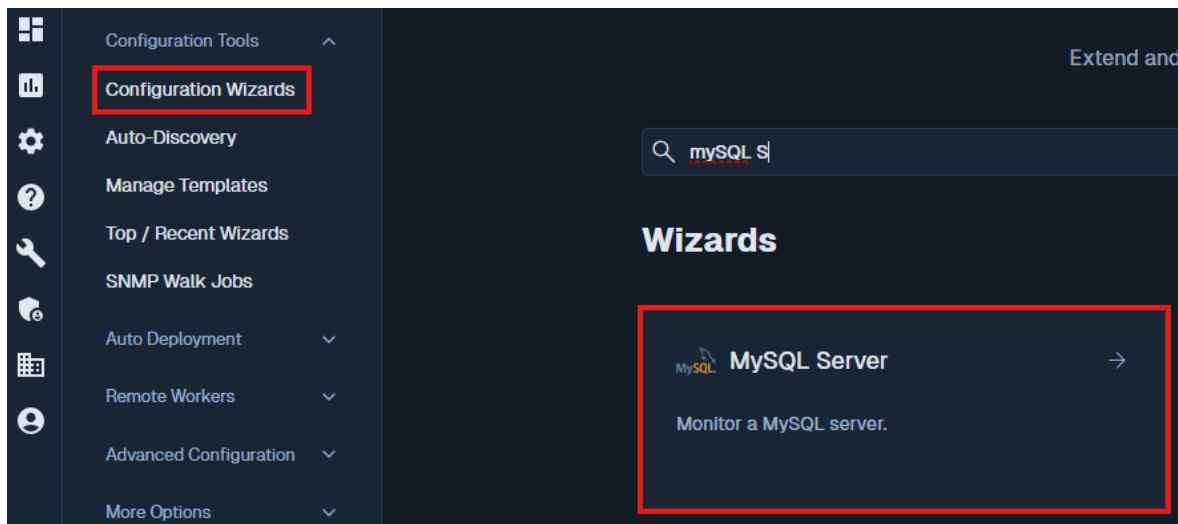 Configuration Tools
Configuration Wizards
Auto-Discovery
Manage Templates
Top / Recent Wizards
SNMP Walk Jobs
Auto Deployment
Remote Workers
Advanced Configuration
More Options
Extend and
mySQL S
Wizards
MySQL. MySQL Server
Monitor a MySQL server.